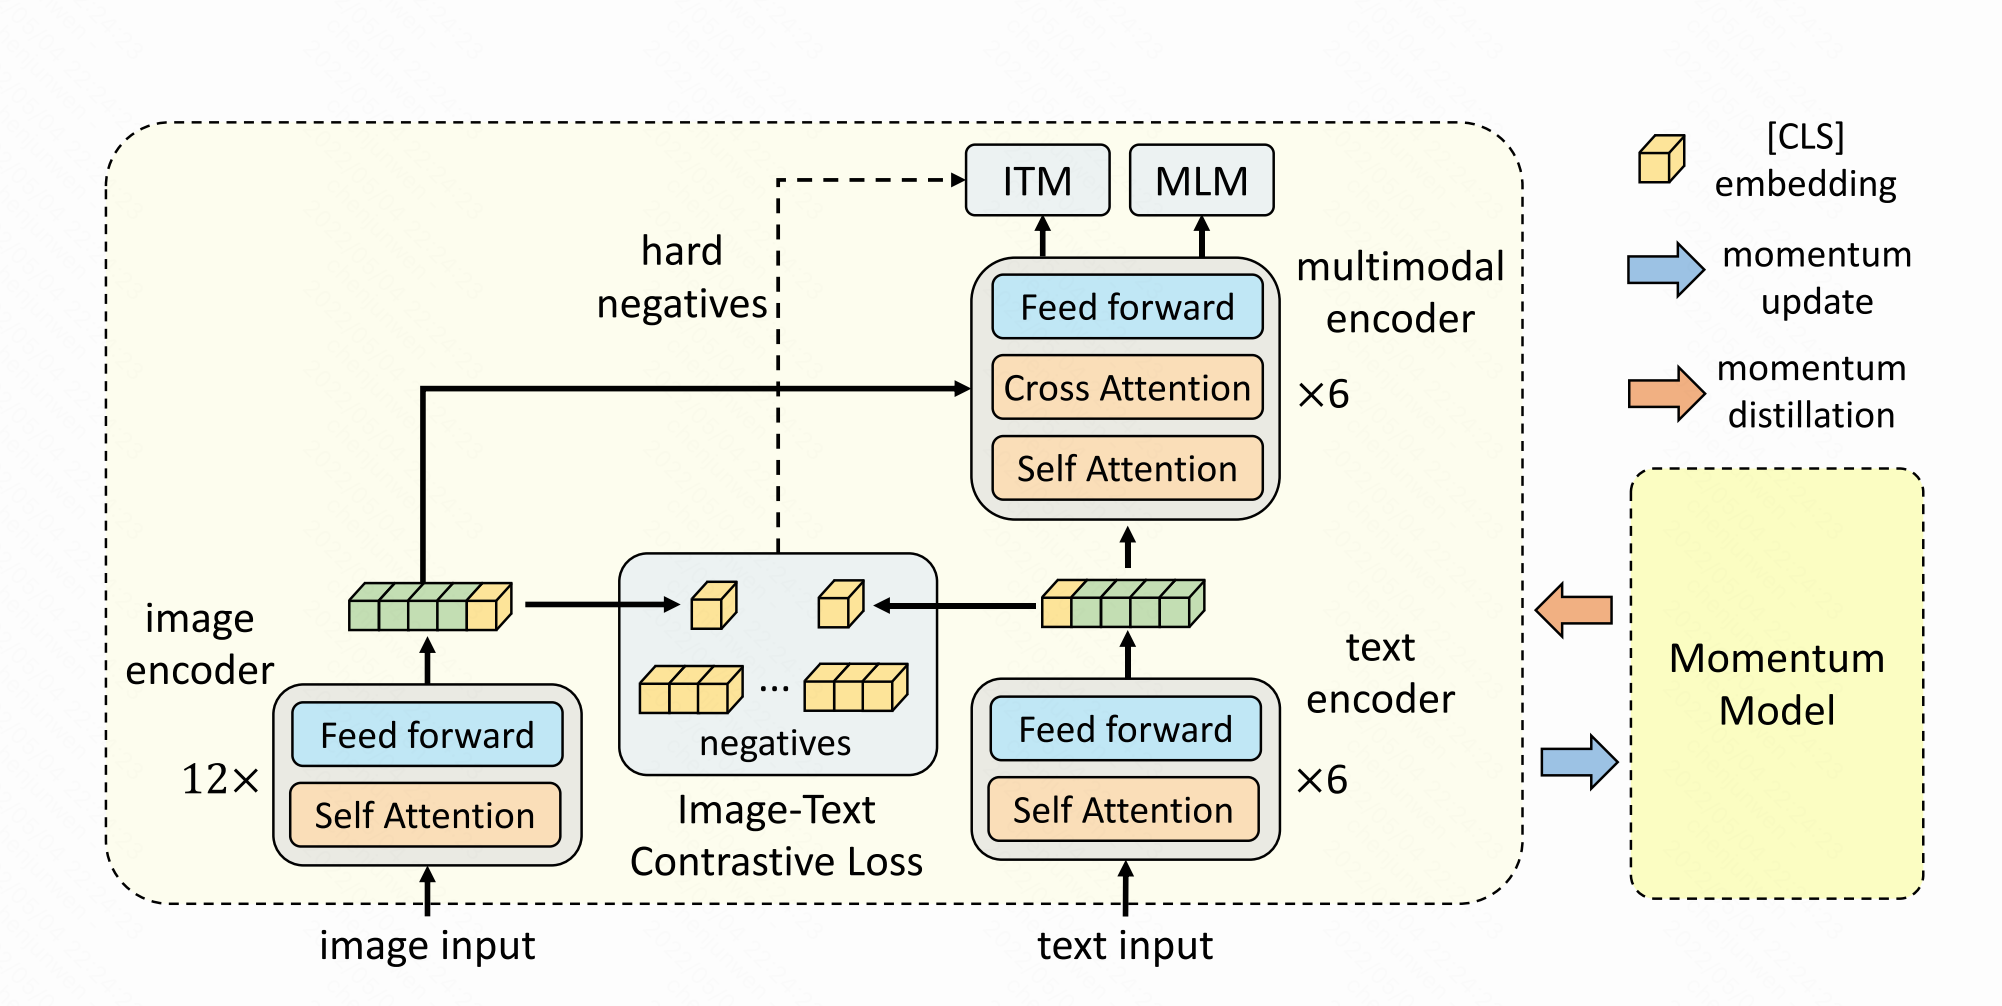 ITM
MLM
hard
negatives
Feed forward
Cross Attention
Self Attention
multimodal
encoder
×6
image
encoder
12×
Feed forward
Self Attention
image input
...
negatives
Image-Text
Contrastive Loss
text
encoder
×6
Feed forward
Self Attention
text input
[CLS]
embedding
momentum
update
momentum
distillation
Momentum
Model